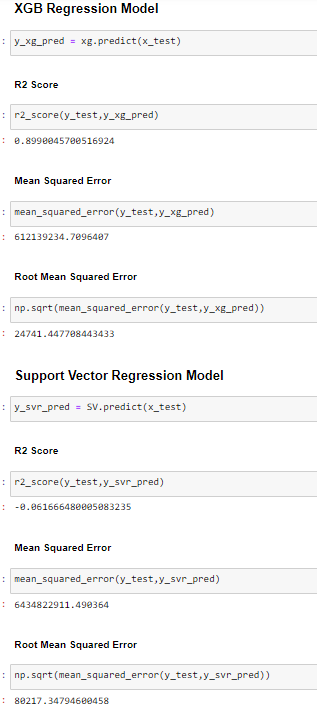 XGB Regression Model
: y_xg_pred = xg.predict(x_test)
R2 Score
: r2_score(y_test,y_xg_pred)
: 0.8990045700516924
Mean Squared Error
: mean_squared_error(y_test,y_xg_pred)
: 612139234.7096407
Root Mean Squared Error
: np.sqrt(mean_squared_error(y_test,y_xg_pred))
: 24741.447708443433
Support Vector Regression Model
: y_svr_pred = SV.predict(x_test)
R2 Score
: r2_score(y_test,y_svr_pred)
: -0.061666480005083235
Mean Squared Error
: mean_squared_error(y_test,y_svr_pred)
: 6434822911.490364
Root Mean Squared Error
: np.sqrt(mean_squared_error(y_test,y_svr_pred))
: 80217.34794600458